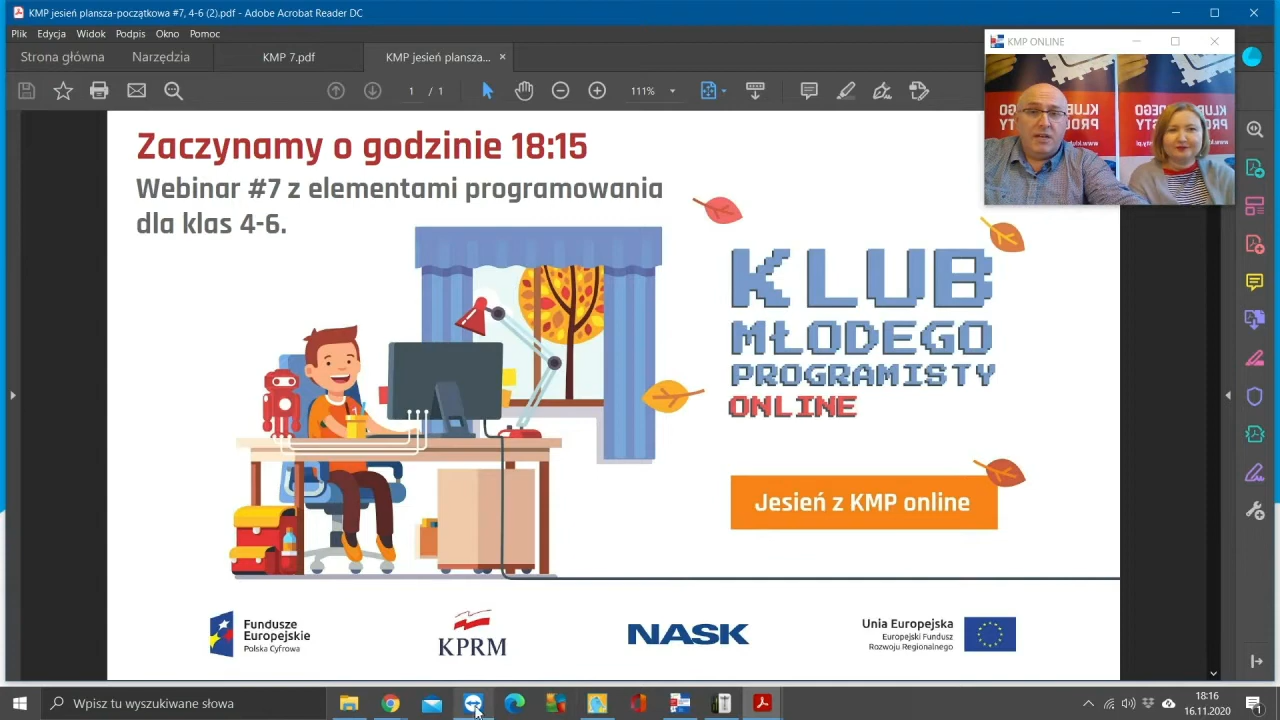 KMP jesień plansza-początkowa #7, 4-6 (2).pdf - Adobe Acrobat Reader DC
Plik Edycja Widok Podpis Okno Pomoc
Strona główna Narzędzia KMP 7.pdf KMP jesień plansza... ×
1 / 1 111%
KMP ONLINE
Zaczynamy o godzinie 18:15
Webinar #7 z elementami programowania
dla klas 4-6.
KLUB
MŁODEGO
PROGRAMISTY
ONLINE
Jesień z KMP online
Fundusze
Europejskie
Polska Cyfrowa
KPRM
NASK
Unia Europejska
Europejski Fundusz
Rozwoju Regionalnego
Wpisz tu wyszukiwane słowa
18:16
16.11.2020
1